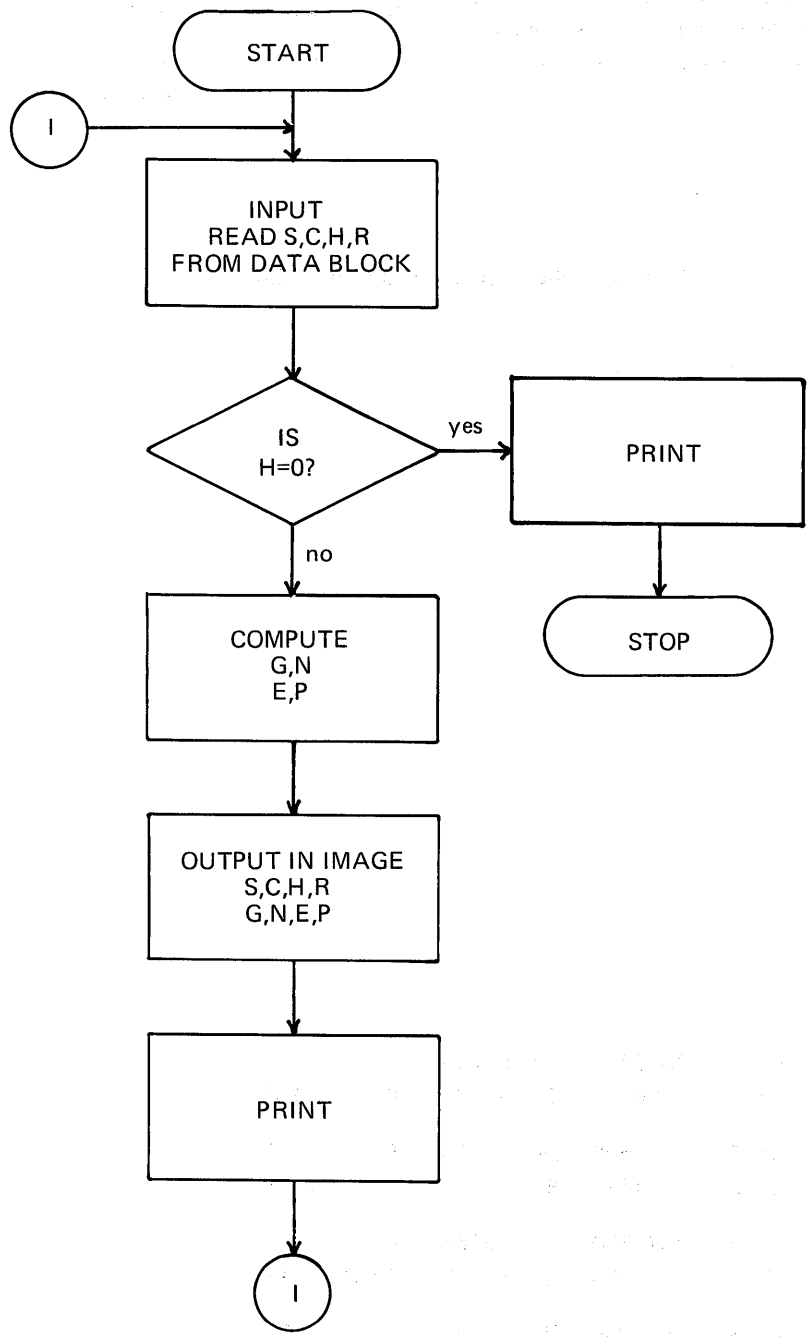 START
I
INPUT
READ S,C,H,R
FROM DATA BLOCK
IS
H=0?
yes
PRINT
no
STOP
COMPUTE
G,N
E,P
OUTPUT IN IMAGE
S,C,H,R
G,N,E,P
PRINT
I